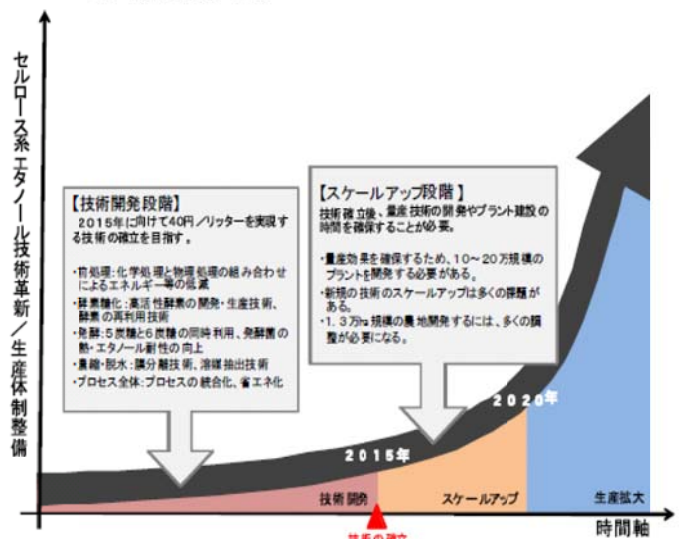 セルロース系エタノール技術革新／生産体制整備
【技術開発段階】
2015年に向けて40円／リッターを実現す
る技術の確立を目指す。
・前処理：化学処理と物理処理の組み合わせ
によるエネルギー等の低減
・酵素糖化：高活性酵素の開発・生産技術、
酵素の再利用技術
・発酵：5炭糖と6炭糖の同時利用、発酵菌の
熱・エタノール耐性の向上
・濃縮・脱水：膜分離技術、溶媒抽出技術
・プロセス全体：プロセスの統合化、省エネ化
【スケールアップ段階】
技術確立後、量産技術の開発やプラント建設の
時間を確保することが必要。
・量産効果を確保するため、10～20万規模の
プラントを開発する必要がある。
・新規の技術のスケールアップは多くの課題が
ある。
・1.3万ha規模の農地開発するには、多くの調
整が必要になる。
2015年
2020年
技術開発
スケールアップ
生産拡大
技術の確立
時間軸